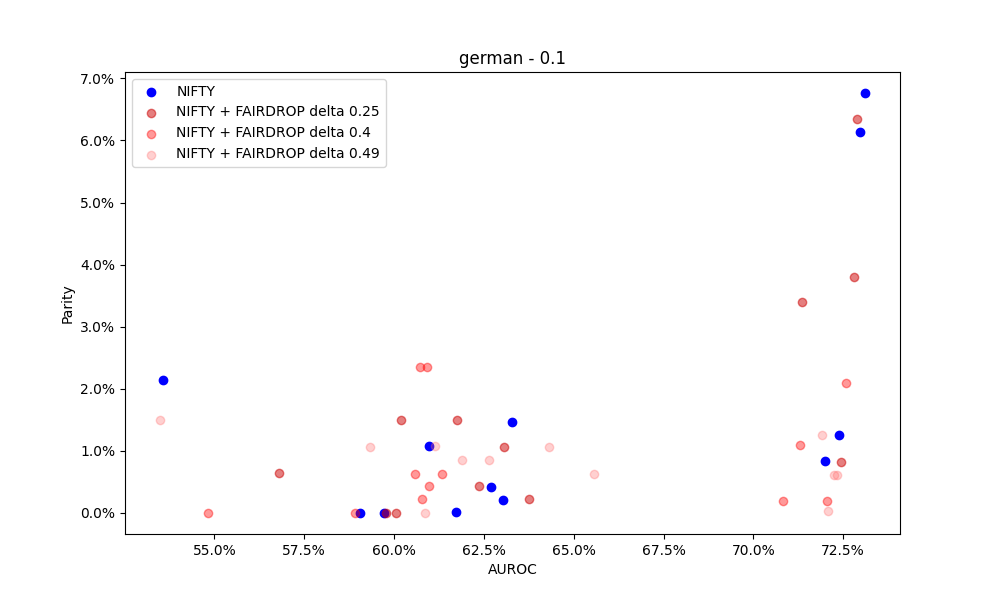 german - 0.1
NIFTY
NIFTY + FAIRDROP delta 0.25
NIFTY + FAIRDROP delta 0.4
NIFTY + FAIRDROP delta 0.49
7.0%
6.0%
5.0%
4.0%
3.0%
2.0%
1.0%
0.0%
Parity
55.0% 57.5% 60.0% 62.5% 65.0% 67.5% 70.0% 72.5%
AUROC